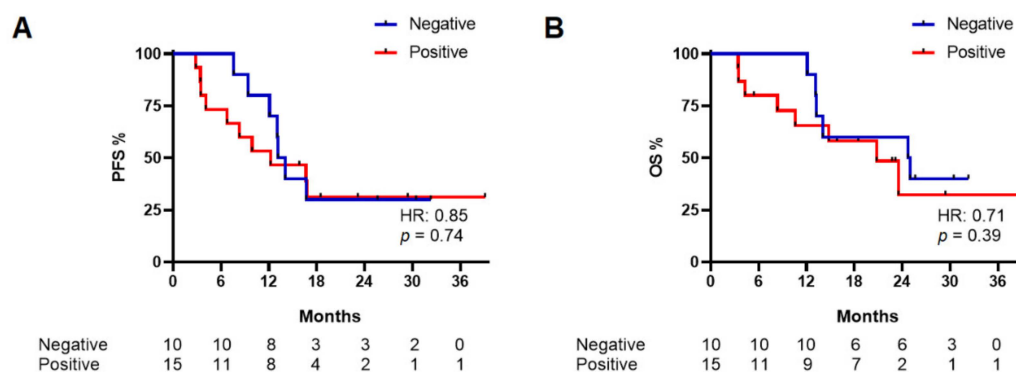 A
Negative
Positive
PFS %
100
75
50
25
0
HR: 0.85
p = 0.74
0 6 12 18 24 30 36
Months
Negative 10 10 8 3 3 2 0
Positive 15 11 8 4 2 1 1
B
Negative
Positive
OS %
100
75
50
25
0
HR: 0.71
p = 0.39
0 6 12 18 24 30 36
Months
Negative 10 10 10 6 6 3 0
Positive 15 11 9 7 2 1 1